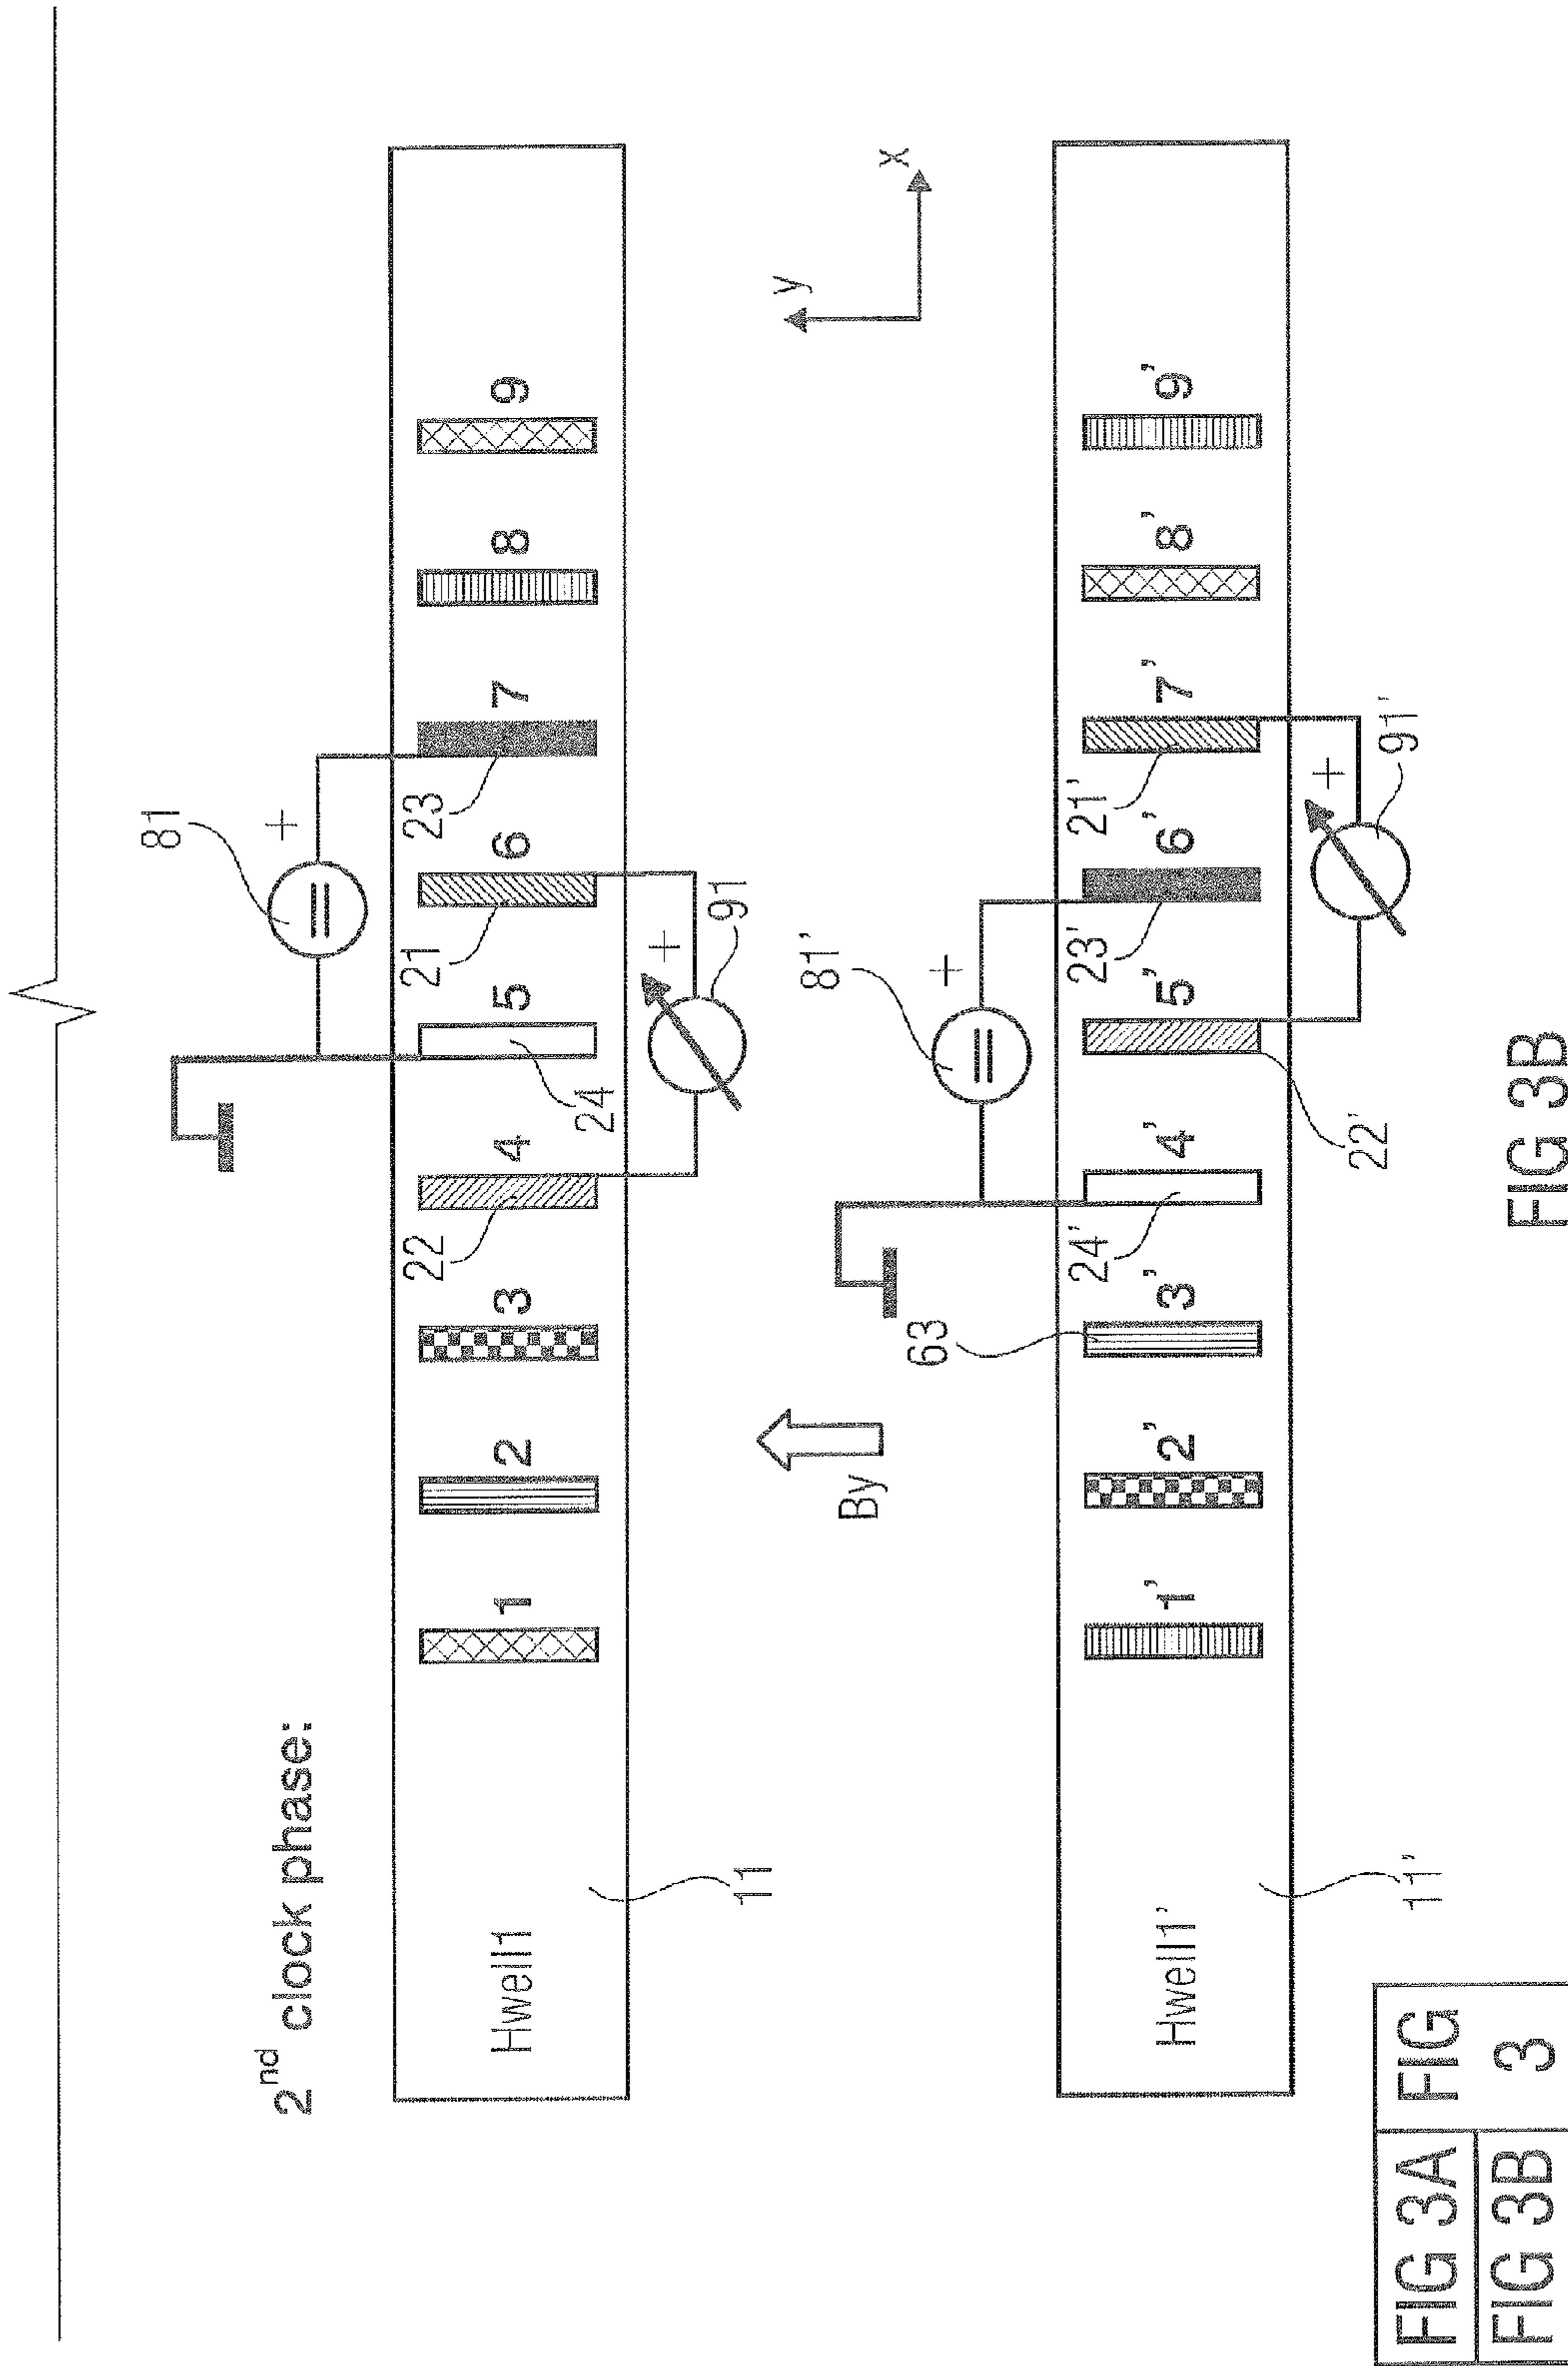 2nd clock phase:
81
+
1 2 3 4 5 6 7 8 9
Hwell1
22
24
21
23
11
+
91
By
y
x
81'
+
63
1' 2' 3' 4' 5' 6' 7' 8' 9'
Hwell1'
24'
23'
21'
11'
22'
+
91'
FIG 3A FIG
FIG 3B 3
FIG 3B